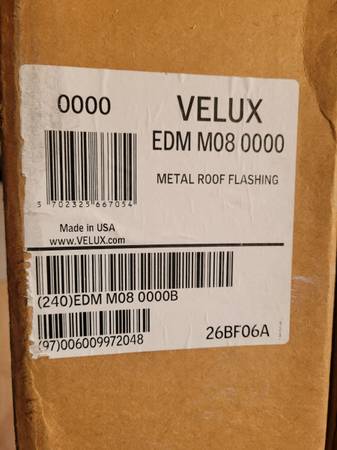 0000
VELUX
EDM M08 0000
METAL ROOF FLASHING
5 702325 667054
Made in USA
www.VELUX.com
(240)EDM M08 0000B
(97)006009972048
26BF06A